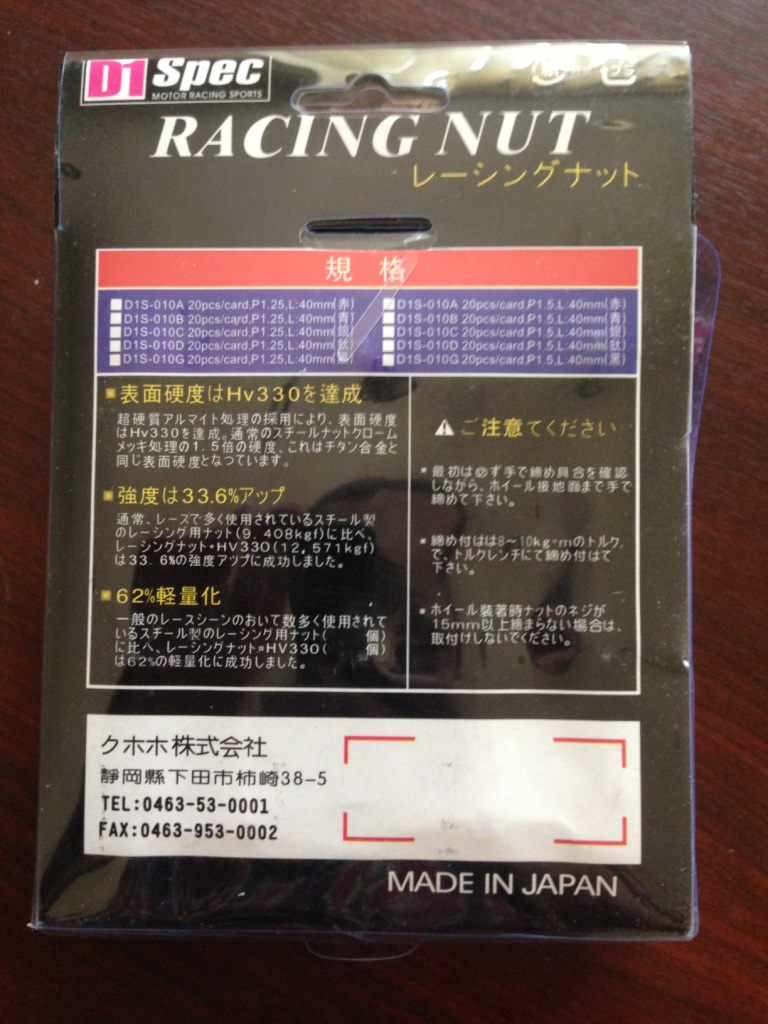 D1 Spec
MOTOR RACING SPORTS
RACING NUT
レーシングナット
規 格
D1S-010A 20pcs/card,P1.25,L:40mm(赤)
D1S-010B 20pcs/card,P1.25,L:40mm(青)
D1S-010C 20pcs/card,P1.25,L:40mm(銀)
D1S-010D 20pcs/card,P1.25,L:40mm(鈦)
D1S-010G 20pcs/card,P1.25,L:40mm(黒)
D1S-010A 20pcs/card,P1.5,L:40mm(赤)
D1S-010B 20pcs/card,P1.5,L:40mm(青)
D1S-010C 20pcs/card,P1.5,L:40mm(銀)
D1S-010D 20pcs/card,P1.5,L:40mm(鈦)
D1S-010G 20pcs/card,P1.5,L:40mm(黒)
表面硬度はHv330を達成
超硬質アルマイト処理の採用により、表面硬度
はHv330を達成。通常のスチールナットクローム
メッキ処理の1.5倍の硬度、これはチタン合金と
同じ表面硬度となつています。
強度は33.6%アップ
通常、レースで多く使用されているスチール製
のレーシング用ナット(9,408kgf)に比べ、
レーシングナット・HV330(12,571kgf)
は33.6%の強度アップに成功しました。
62%軽量化
一般のレースシーンのおいて数多く使用されて
いるスチール製のレーシング用ナット( 個)
に比べ、レーシングナット¤HV330( 個)
は62%の軽量化に成功しました。
ご注意てください
最初は必ず手で締め具合を確認
しながら、ホイール接地面まで手で
締めて下さい。
締め付けは8～10kg-mのトルク,
で、トルクレンチにて締め付けて
下さい。
ホイール装著時ナットのネジが
15mm以上締まらない場合は、
取付けしないでください。
クホホ株式会社
靜岡縣下田市柿崎38-5
TEL:0463-53-0001
FAX:0463-953-0002
MADE IN JAPAN